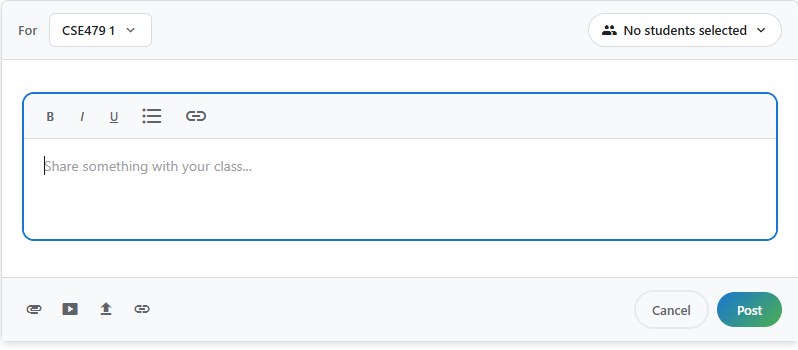 For CSE479 1 No students selected
B I U
Share something with your class...
Cancel Post